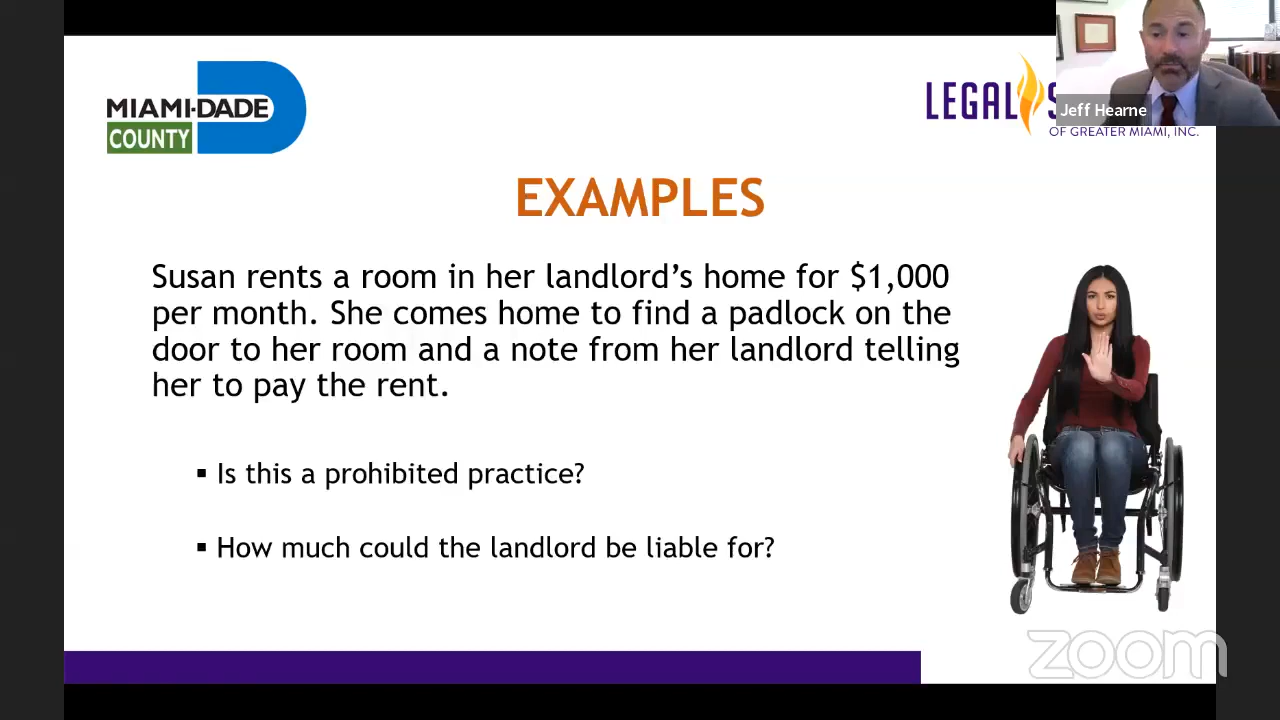 MIAMI-DADE
COUNTY
LEGAL S
OF GREATER MIAMI, INC.
Jeff Hearne
EXAMPLES
Susan rents a room in her landlord’s home for $1,000
per month. She comes home to find a padlock on the
door to her room and a note from her landlord telling
her to pay the rent.
▪ Is this a prohibited practice?
▪ How much could the landlord be liable for?
zoom